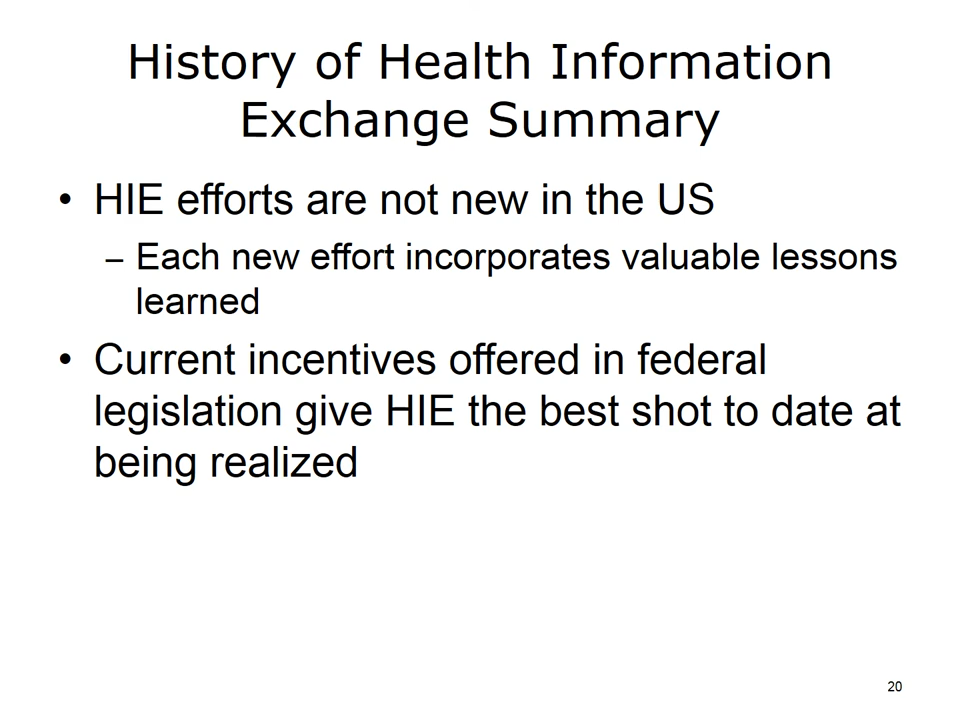 History of Health Information
Exchange Summary
• HIE efforts are not new in the US
– Each new effort incorporates valuable lessons
learned
• Current incentives offered in federal
legislation give HIE the best shot to date at
being realized
20